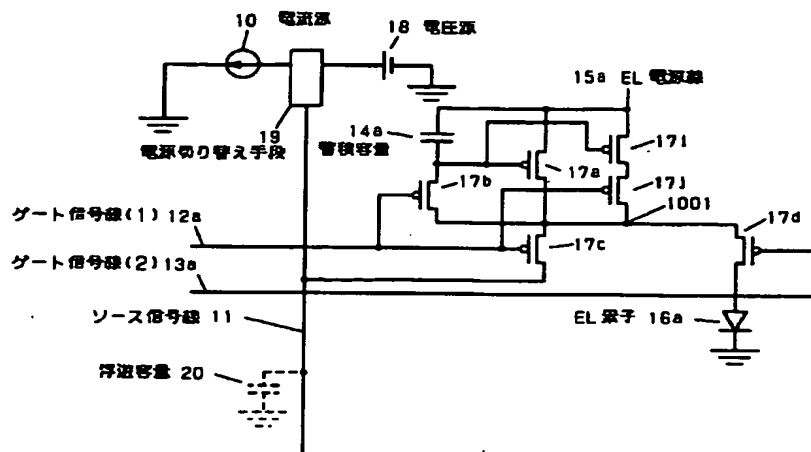 10 電流源
18 電圧源
15a EL 電源線
19
電源切り替え手段
14a
蓄積容量
17i
17a
17b
17j
1001
17d
ゲート信号線(1) 12a
17c
ゲート信号線(2) 13a
ソース信号線 11
EL 素子 16a
浮遊容量 20